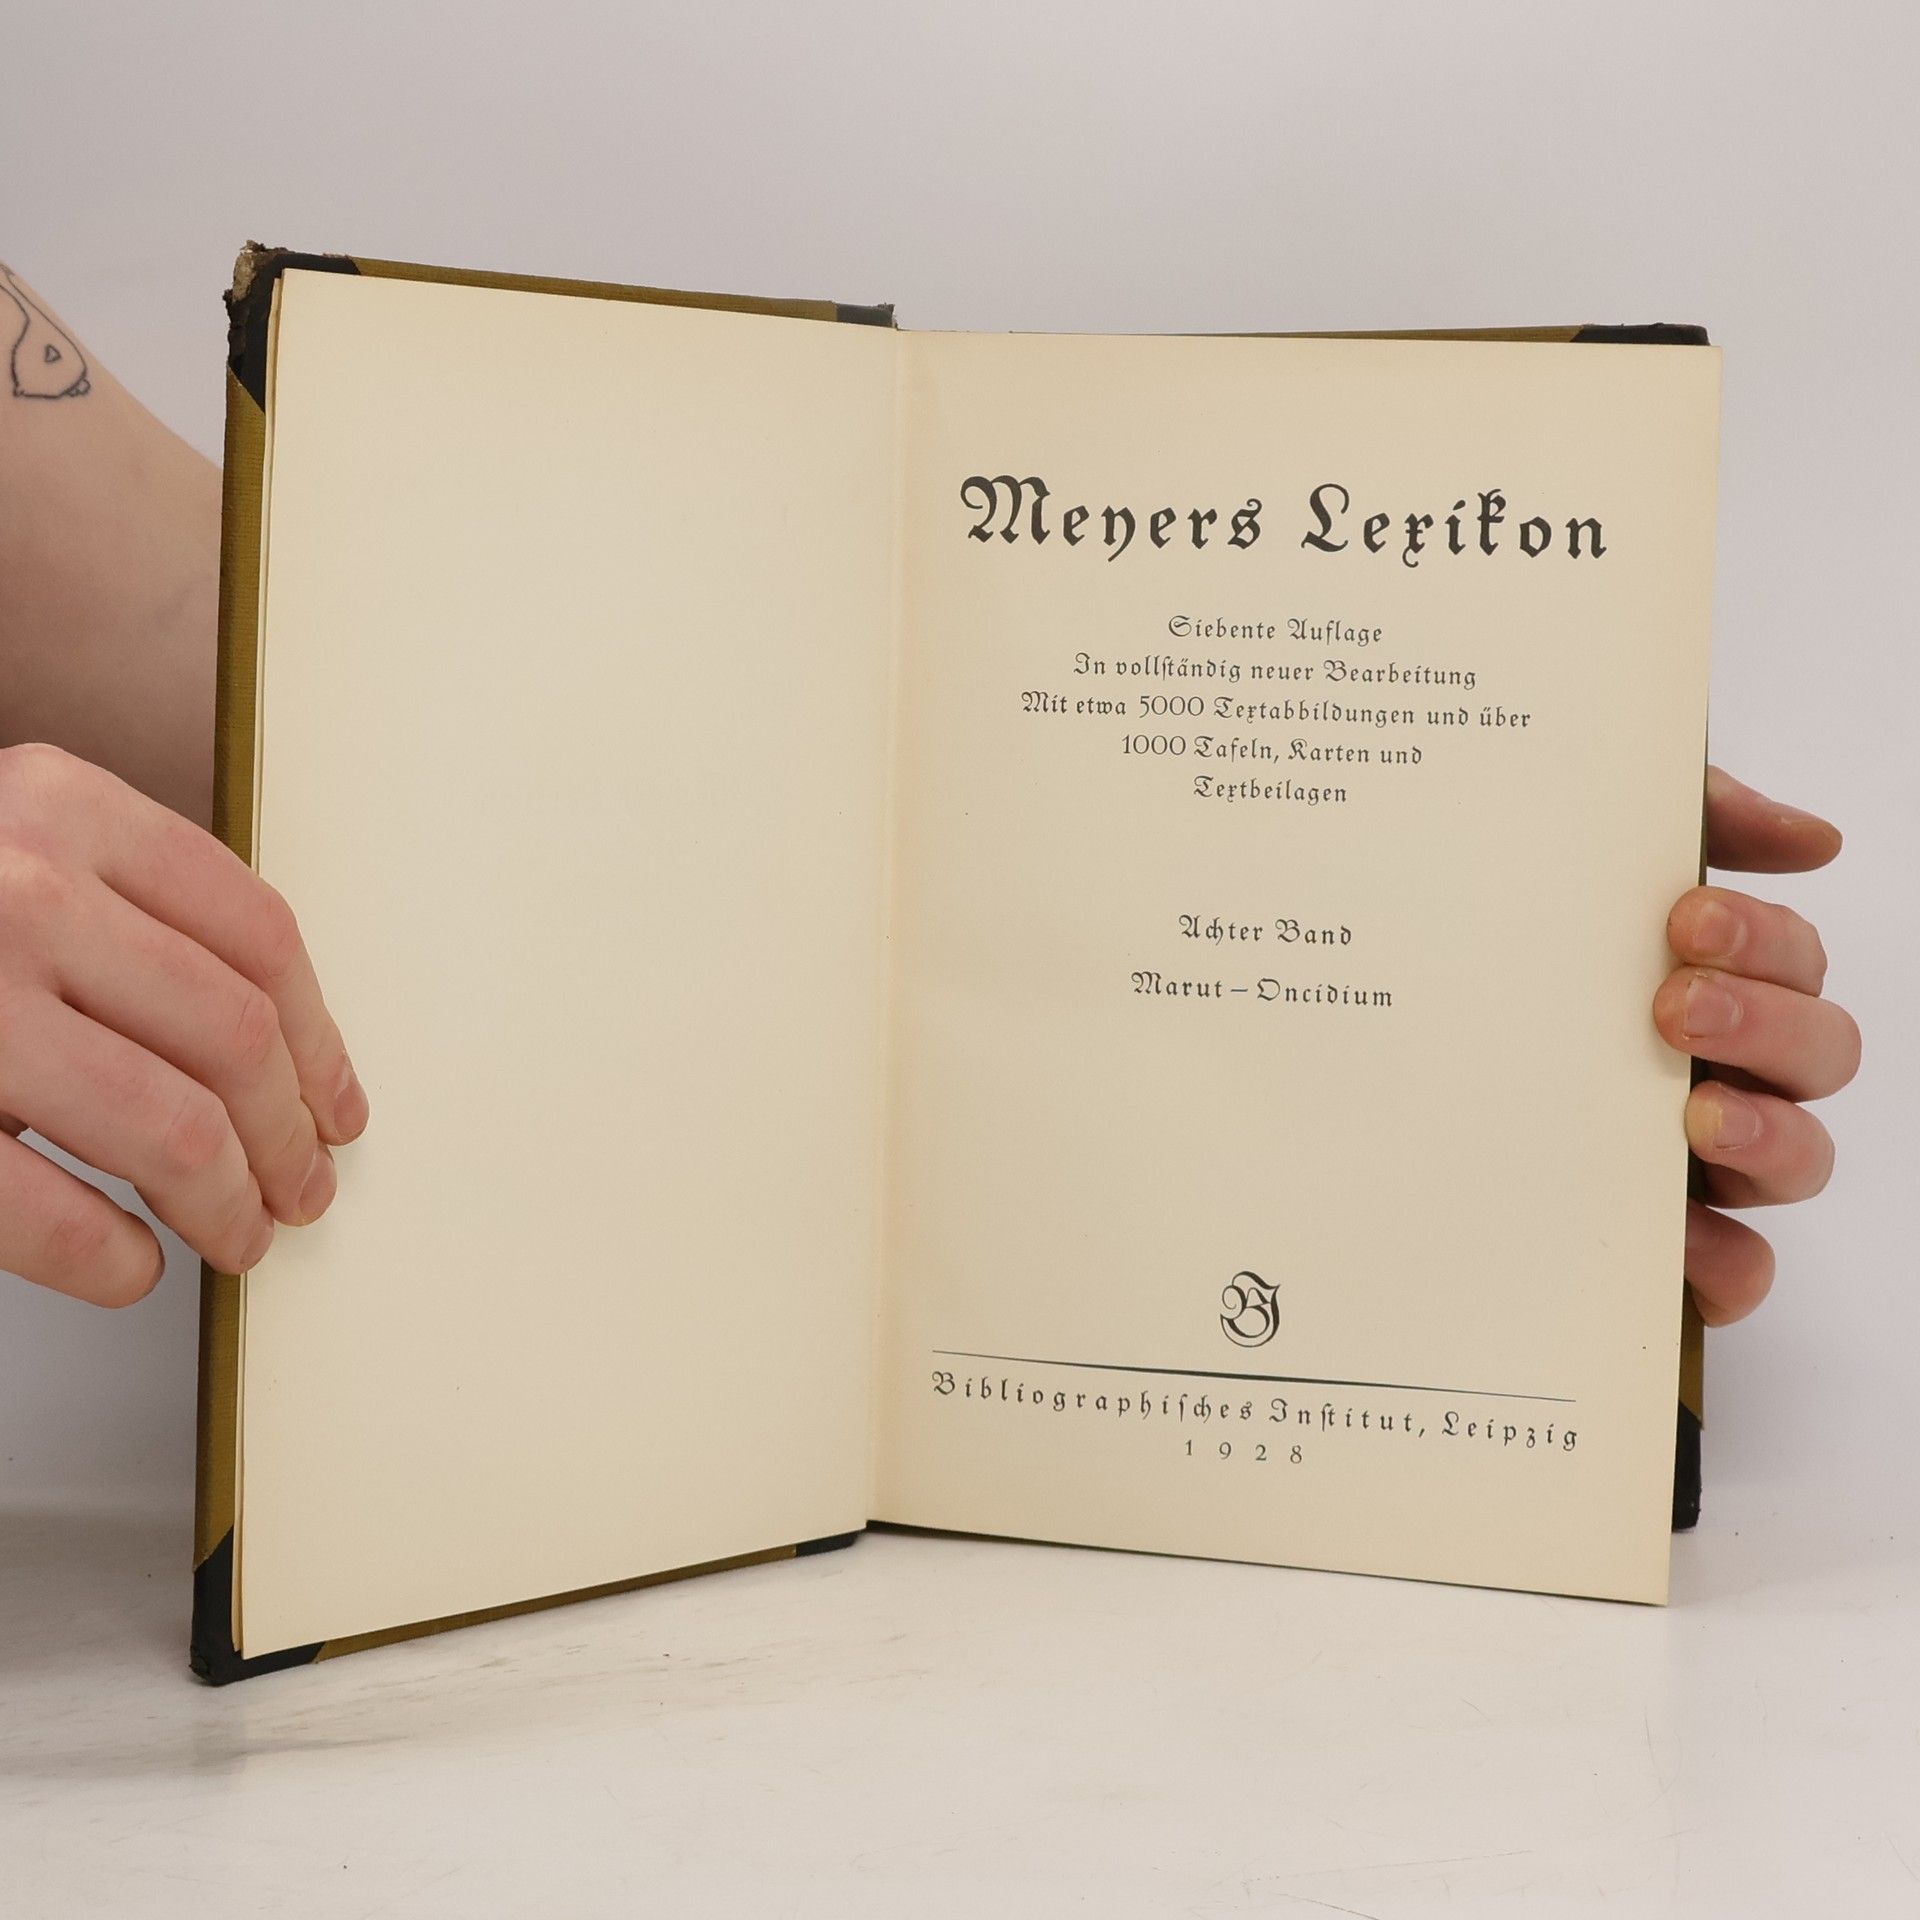 Meyers Lexikon
Siebente Auflage
In vollſtändig neuer Bearbeitung
Mit etwa 5000 Textabbildungen und über
1000 Tafeln, Karten und
Textbeilagen
Achter Band
Marut – Oncidium
BI
Bibliographiſches Inſtitut, Leipzig
1928